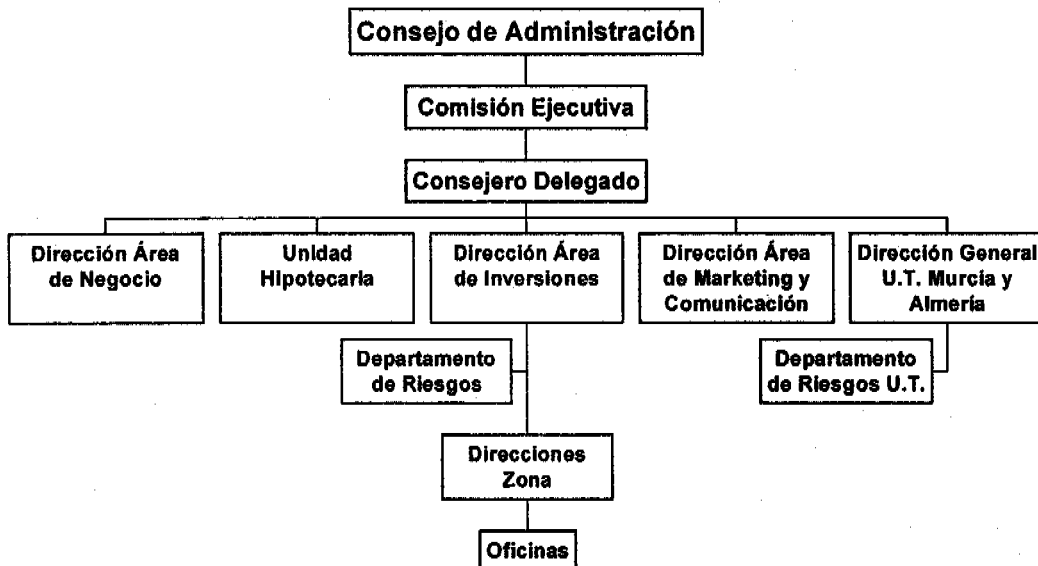 Consejo de Administración
Comisión Ejecutiva
Consejero Delegado
Dirección Área
de Negocio
Unidad
Hipotecaria
Dirección Área
de Inversiones
Dirección Área
de Marketing y
Comunicación
Dirección General
U.T. Murcia y
Almería
Departamento
de Riesgos
Departamento
de Riesgos U.T.
Direcciones
Zona
Oficinas